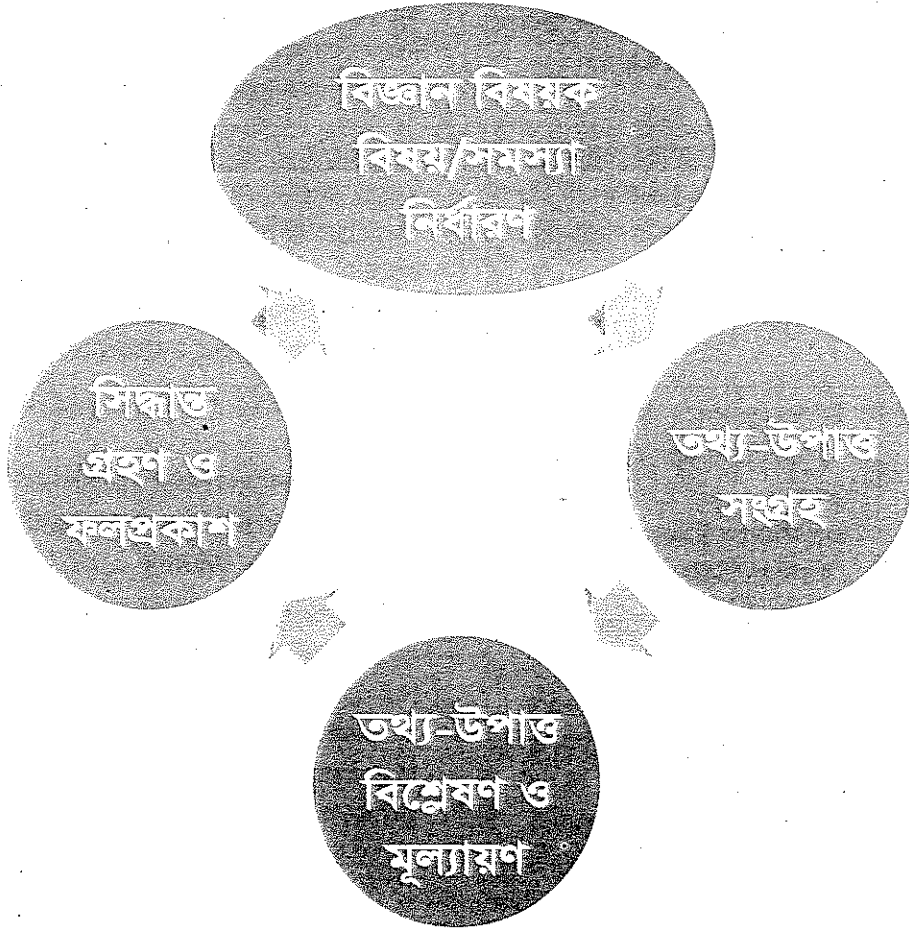 বিজ্ঞান বিষয়ক
বিষয়/সমস্যা
নির্ধারণ
তথ্য-উপাত্ত
সংগ্রহ
তথ্য-উপাত্ত
বিশ্লেষণ ও
মূল্যায়ণ
সিদ্ধান্ত
গ্রহণ ও
ফলপ্রকাশ